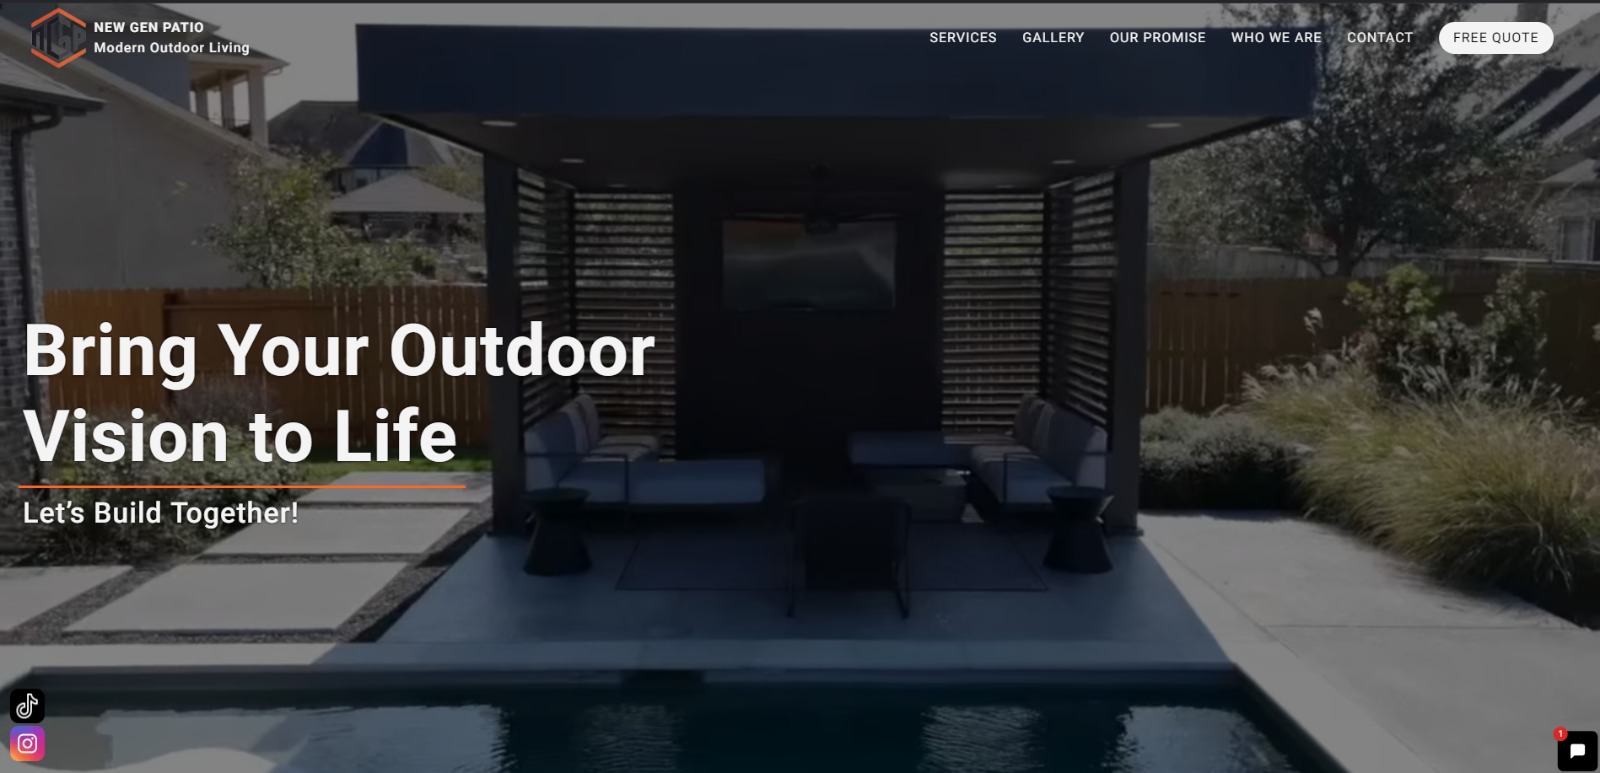 NEW GEN PATIO
Modern Outdoor Living
SERVICES GALLERY OUR PROMISE WHO WE ARE CONTACT FREE QUOTE
Bring Your Outdoor
Vision to Life
Let’s Build Together!
1